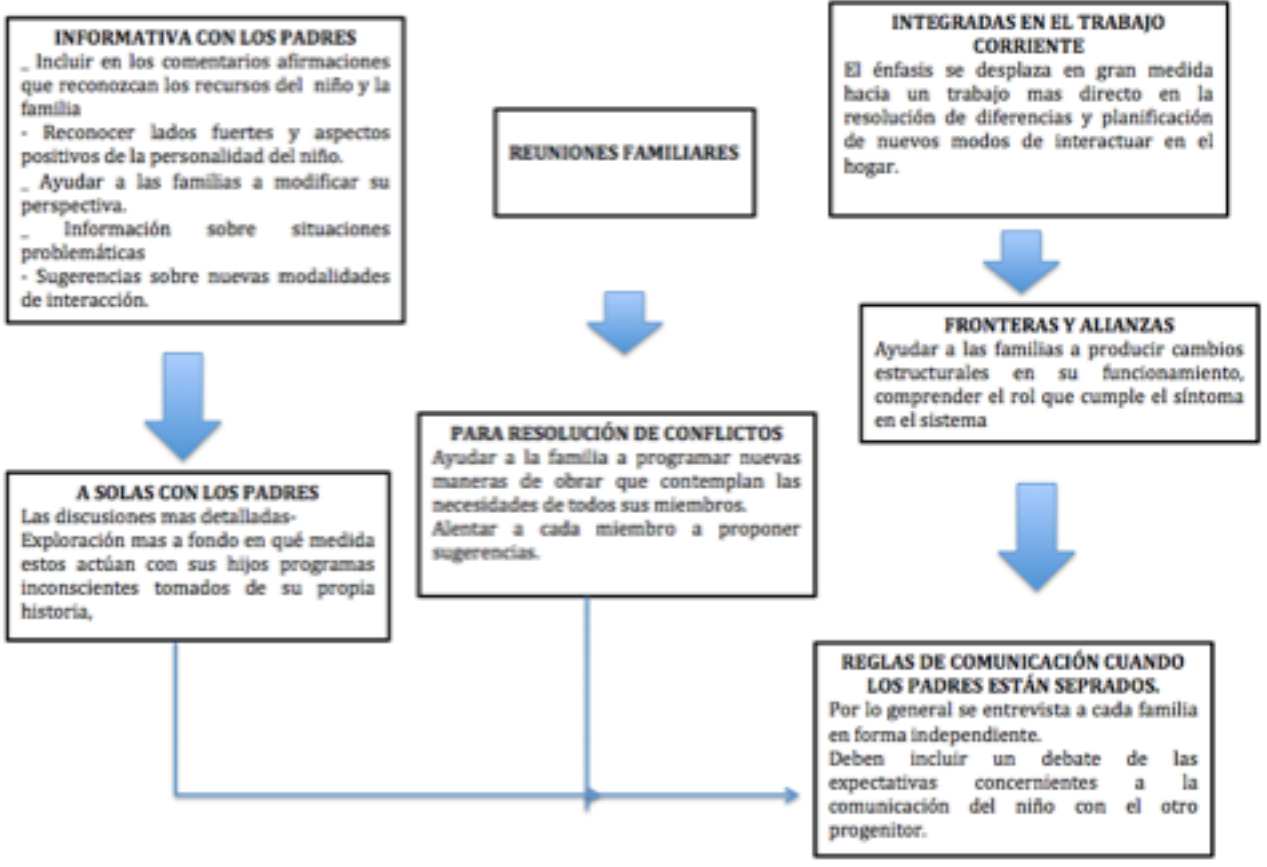 INFORMATIVA CON LOS PADRES
_ Incluir en los comentarios afirmaciones
que reconozcan los recursos del niño y la
familia
- Reconocer lados fuertes y aspectos
positivos de la personalidad del niño.
_ Ayudar a las familias a modificar su
perspectiva.
_ Información sobre situaciones
problemáticas
- Sugerencias sobre nuevas modalidades
de interacción.
REUNIONES FAMILIARES
INTEGRADAS EN EL TRABAJO
CORRIENTE
El énfasis se desplaza en gran medida
hacia un trabajo mas directo en la
resolución de diferencias y planificación
de nuevos modos de interactuar en el
hogar.
FRONTERAS Y ALIANZAS
Ayudar a las familias a producir cambios
estructurales en su funcionamiento,
comprender el rol que cumple el síntoma
en el sistema
A SOLAS CON LOS PADRES
Las discusiones mas detalladas-
Exploración mas a fondo en qué medida
estos actúan con sus hijos programas
inconscientes tomados de su propia
historia,
PARA RESOLUCIÓN DE CONFLICTOS
Ayudar a la familia a programar nuevas
maneras de obrar que contemplan las
necesidades de todos sus miembros.
Alentar a cada miembro a proponer
sugerencias.
REGLAS DE COMUNICACIÓN CUANDO
LOS PADRES ESTÁN SEPRADOS.
Por lo general se entrevista a cada familia
en forma independiente.
Deben incluir un debate de las
expectativas concernientes a la
comunicación del niño con el otro
progenitor.